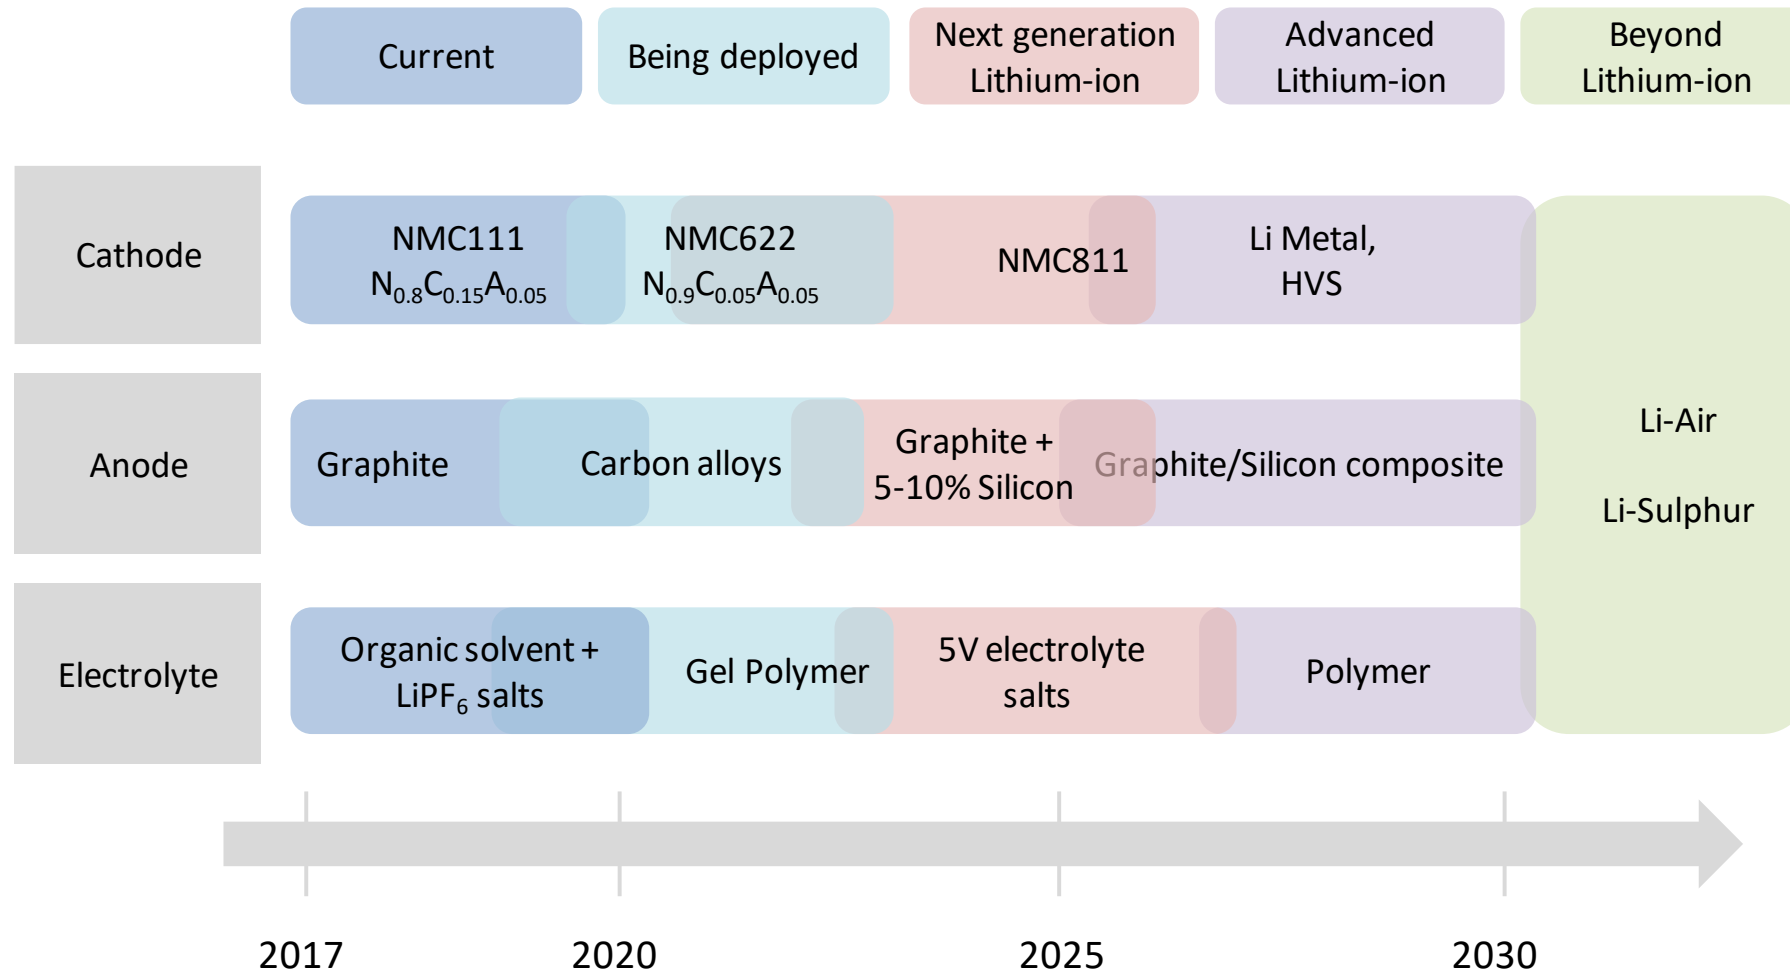 Current
Being deployed
Next generation
Lithium-ion
Advanced
Lithium-ion
Beyond
Lithium-ion
Cathode
NMC111
N₀.₈C₀.₁₅A₀.₀₅
NMC622
N₀.₉C₀.₀₅A₀.₀₅
NMC811
Li Metal,
HVS
Anode
Graphite
Carbon alloys
Graphite +
5-10% Silicon
Graphite/Silicon composite
Li-Air
Li-Sulphur
Electrolyte
Organic solvent +
LiPF₆ salts
Gel Polymer
5V electrolyte
salts
Polymer
2017
2020
2025
2030